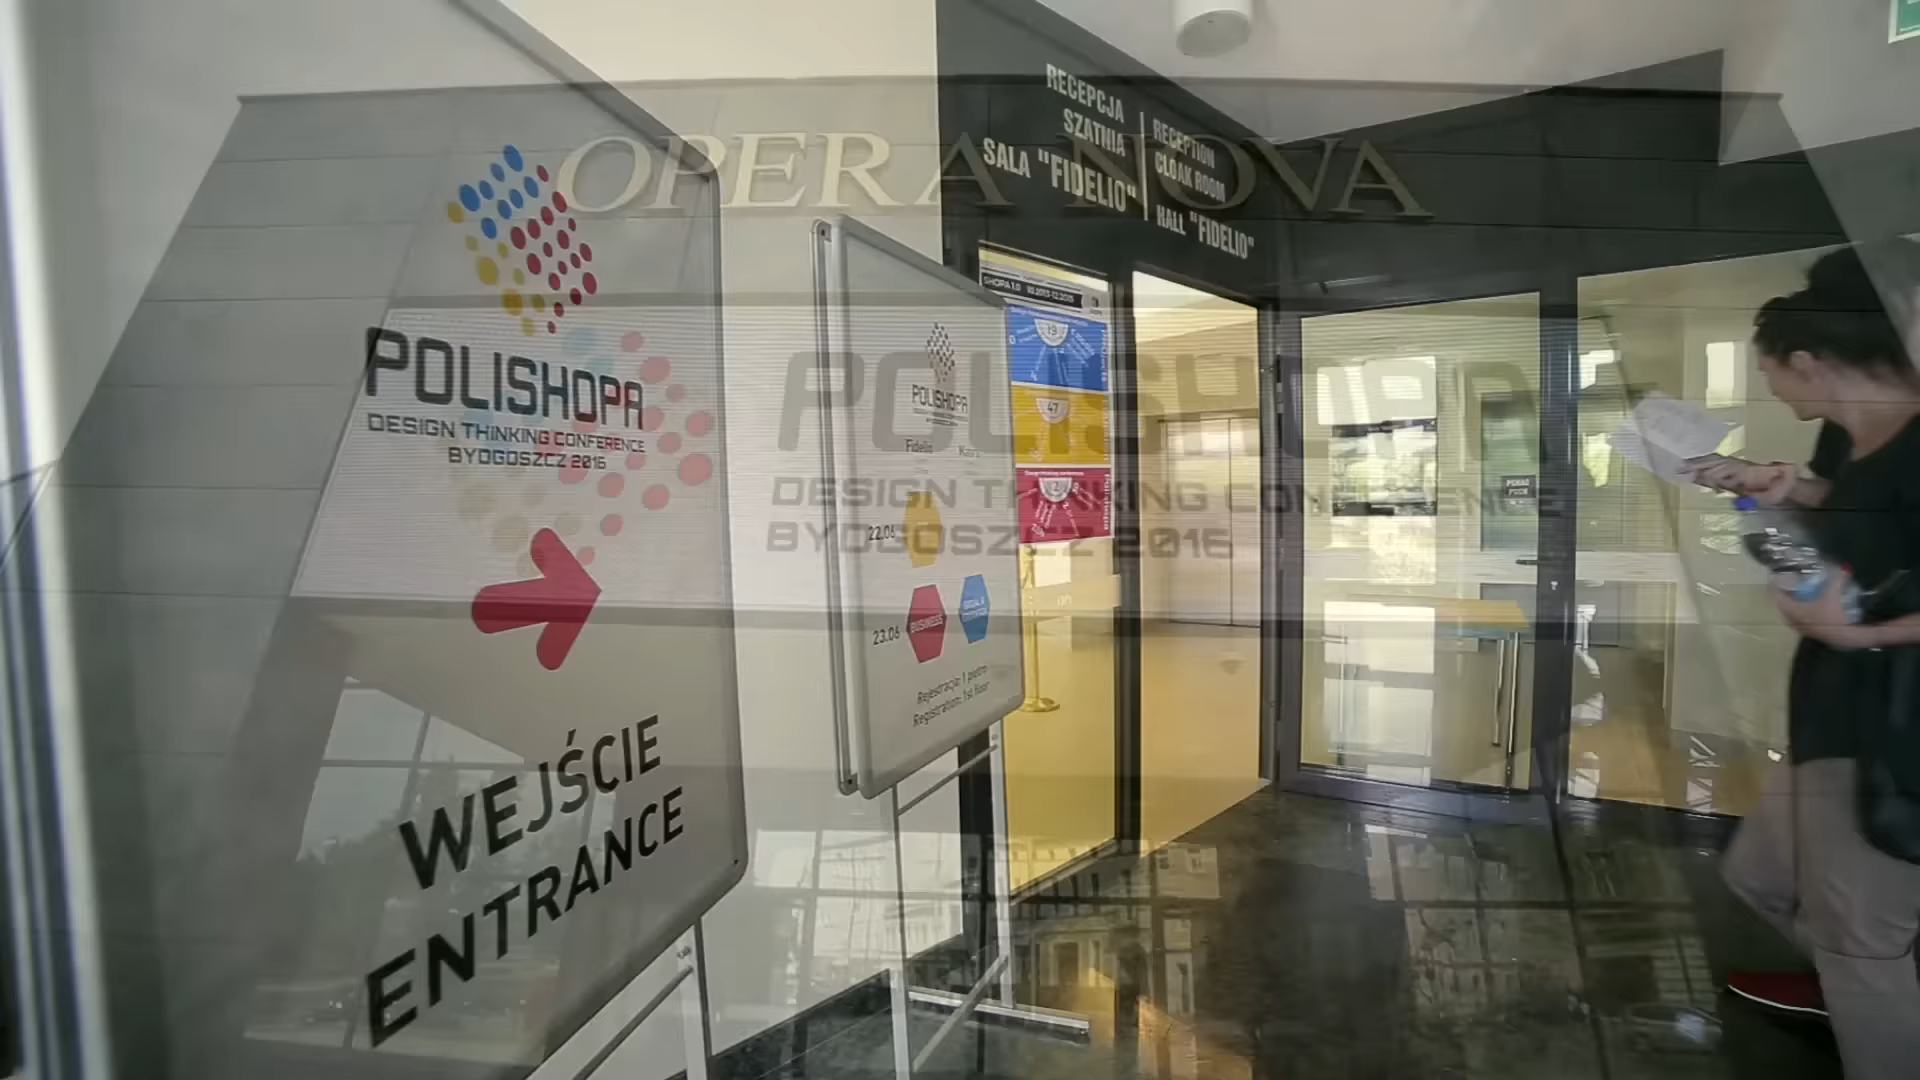 OPERA NOVA
RECEPCJA
SZATNIA
SALA "FIDELIO"
RECEPTION
CLOAK ROOM
HALL "FIDELIO"
POLISHOPA
DESIGN THINKING CONFERENCE
BYDGOSZCZ 2016
WEJŚCIE
ENTRANCE
POLISHOPA
DESIGN THINKING CONFERENCE
BYDGOSZCZ 2016
POLISHOPA
Fidelio
22.06
23.06
BUSINESS
SOCIAL &
Rejestracja: 1 piętro
Registration: 1st floor
19
47
2